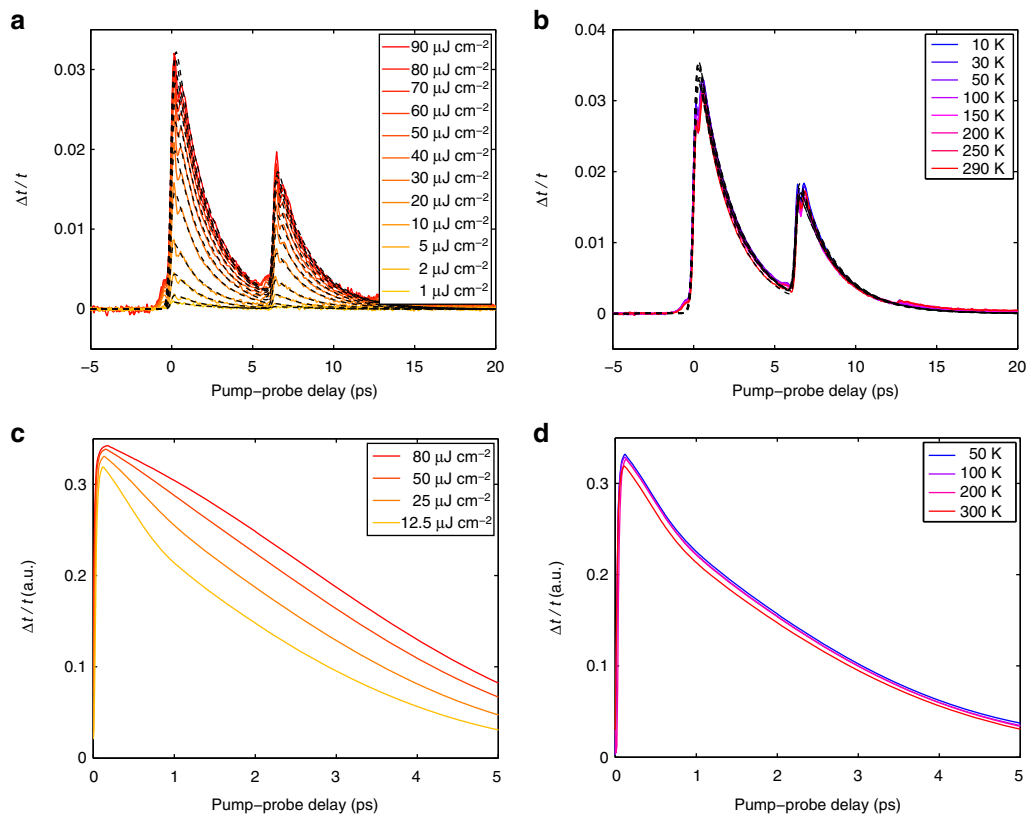 a
0.03
0.02
0.01
0
Δt / t
−5
0
5
10
15
20
Pump–probe delay (ps)
90 μJ cm−2
80 μJ cm−2
70 μJ cm−2
60 μJ cm−2
50 μJ cm−2
40 μJ cm−2
30 μJ cm−2
20 μJ cm−2
10 μJ cm−2
5 μJ cm−2
2 μJ cm−2
1 μJ cm−2
b
0.04
0.03
0.02
0.01
0
Δt / t
−5
0
5
10
15
20
Pump–probe delay (ps)
10 K
30 K
50 K
100 K
150 K
200 K
250 K
290 K
c
0.3
0.2
0.1
0
Δt / t (a.u.)
0
1
2
3
4
5
Pump–probe delay (ps)
80 μJ cm−2
50 μJ cm−2
25 μJ cm−2
12.5 μJ cm−2
d
0.3
0.2
0.1
0
Δt / t (a.u.)
0
1
2
3
4
5
Pump–probe delay (ps)
50 K
100 K
200 K
300 K